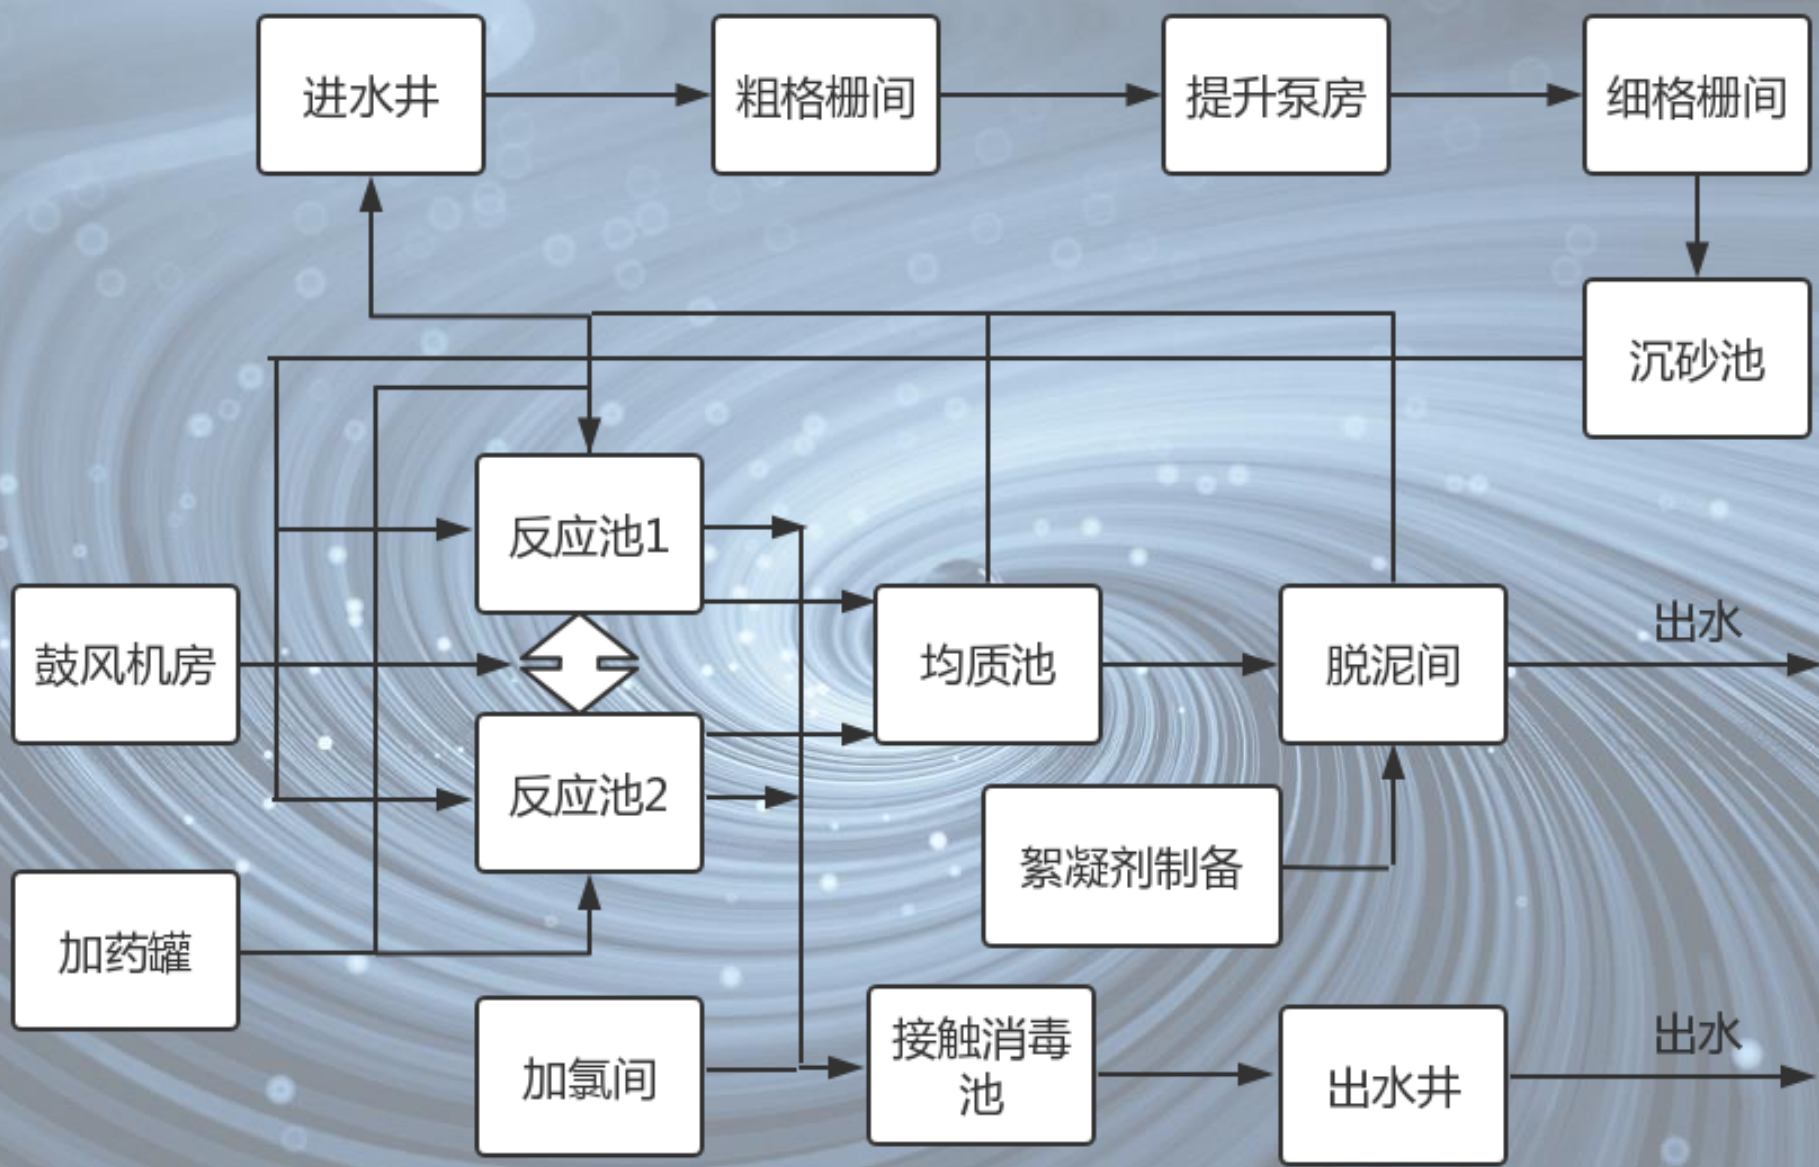 进水井
粗格栅间
提升泵房
细格栅间
沉砂池
反应池1
鼓风机房
均质池
脱泥间
出水
反应池2
絮凝剂制备
加药罐
加氯间
接触消毒
池
出水井
出水